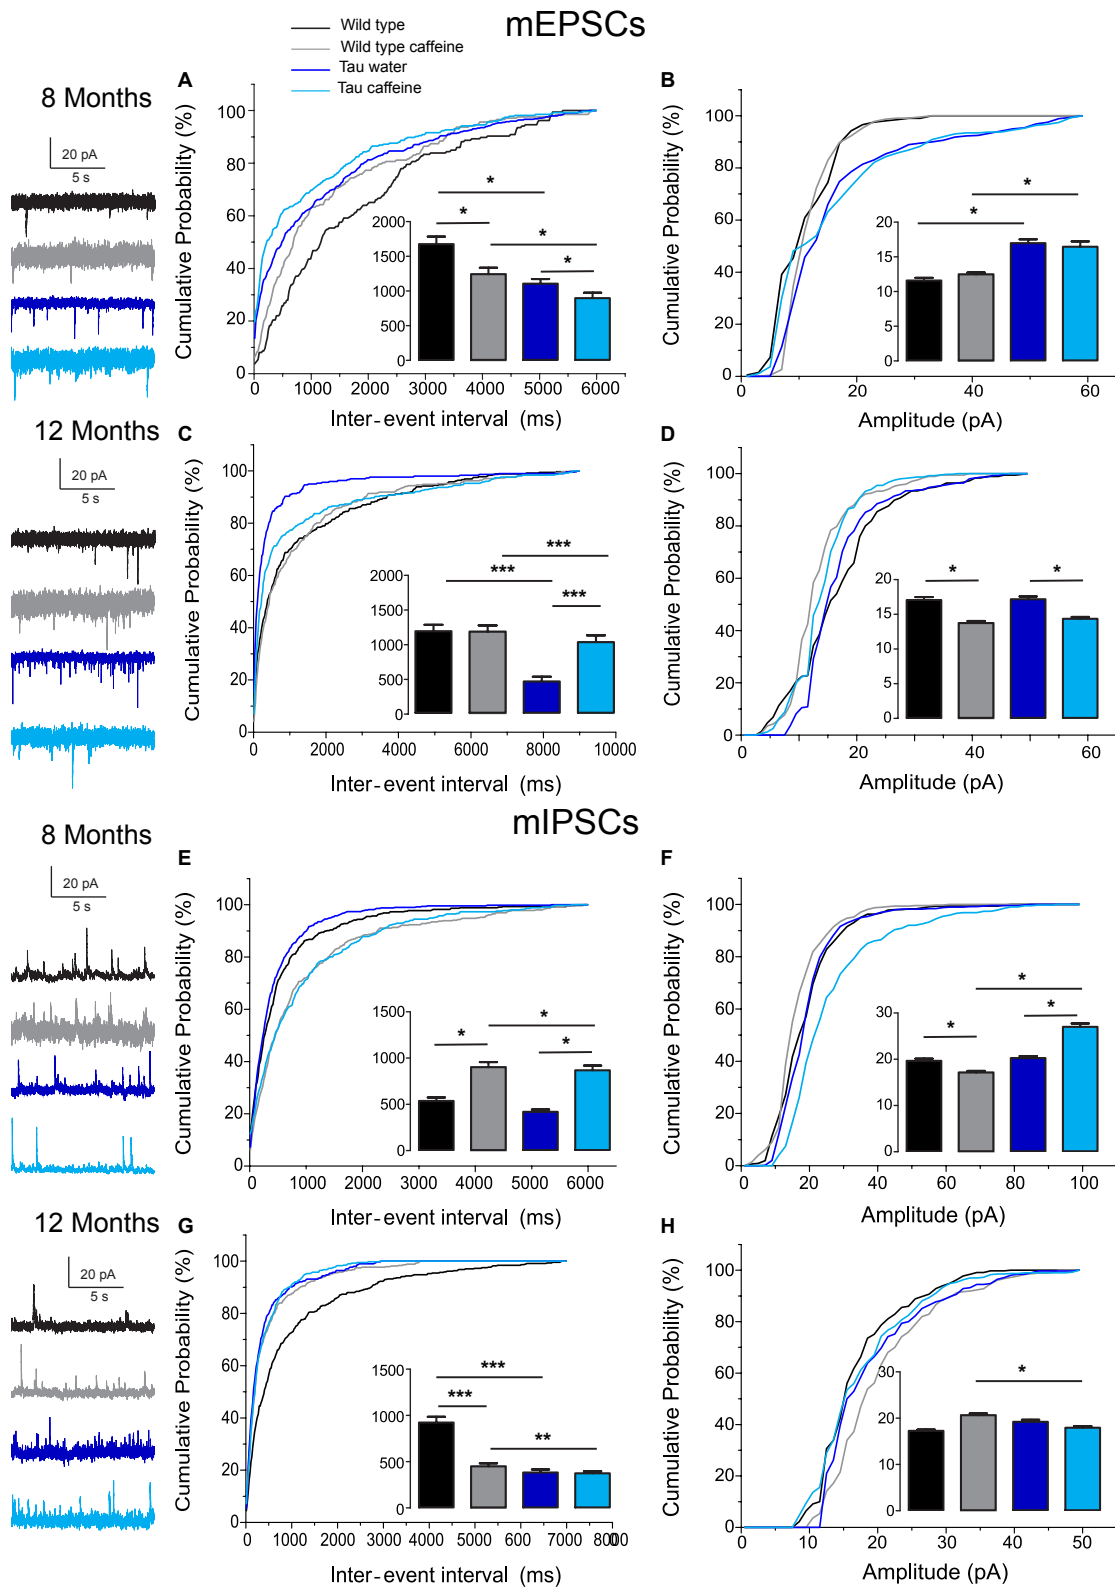 mEPSCs
Wild type
Wild type caffeine
Tau water
Tau caffeine
8 Months
20 pA
5 s
A
Cumulative Probability (%)
100
80
60
40
20
0
0 1000 2000 3000 4000 5000 6000
Inter-event interval (ms)
2000
1500
1000
500
0
*
*
*
*
B
Cumulative Probability (%)
100
80
60
40
20
0
0 20 40 60
Amplitude (pA)
20
15
10
5
0
*
*
12 Months
20 pA
5 s
C
Cumulative Probability (%)
100
80
60
40
20
0
0 2000 4000 6000 8000 10000
Inter-event interval (ms)
2000
1500
1000
500
0
***
***
***
D
Cumulative Probability (%)
100
80
60
40
20
0
0 20 40 60
Amplitude (pA)
20
15
10
5
0
* *
mIPSCs
8 Months
20 pA
5 s
E
Cumulative Probability (%)
100
80
60
40
20
0
0 1000 2000 3000 4000 5000 6000
Inter-event interval (ms)
1500
1000
500
0
*
* *
F
Cumulative Probability (%)
100
80
60
40
20
0
0 20 40 60 80 100
Amplitude (pA)
30
20
10
0
*
*
*
12 Months
20 pA
5 s
G
Cumulative Probability (%)
100
80
60
40
20
0
0 1000 2000 3000 4000 5000 6000 7000 8000
Inter-event interval (ms)
1500
1000
500
0
***
***
**
H
Cumulative Probability (%)
100
80
60
40
20
0
0 10 20 30 40 50
Amplitude (pA)
30
20
10
0
*